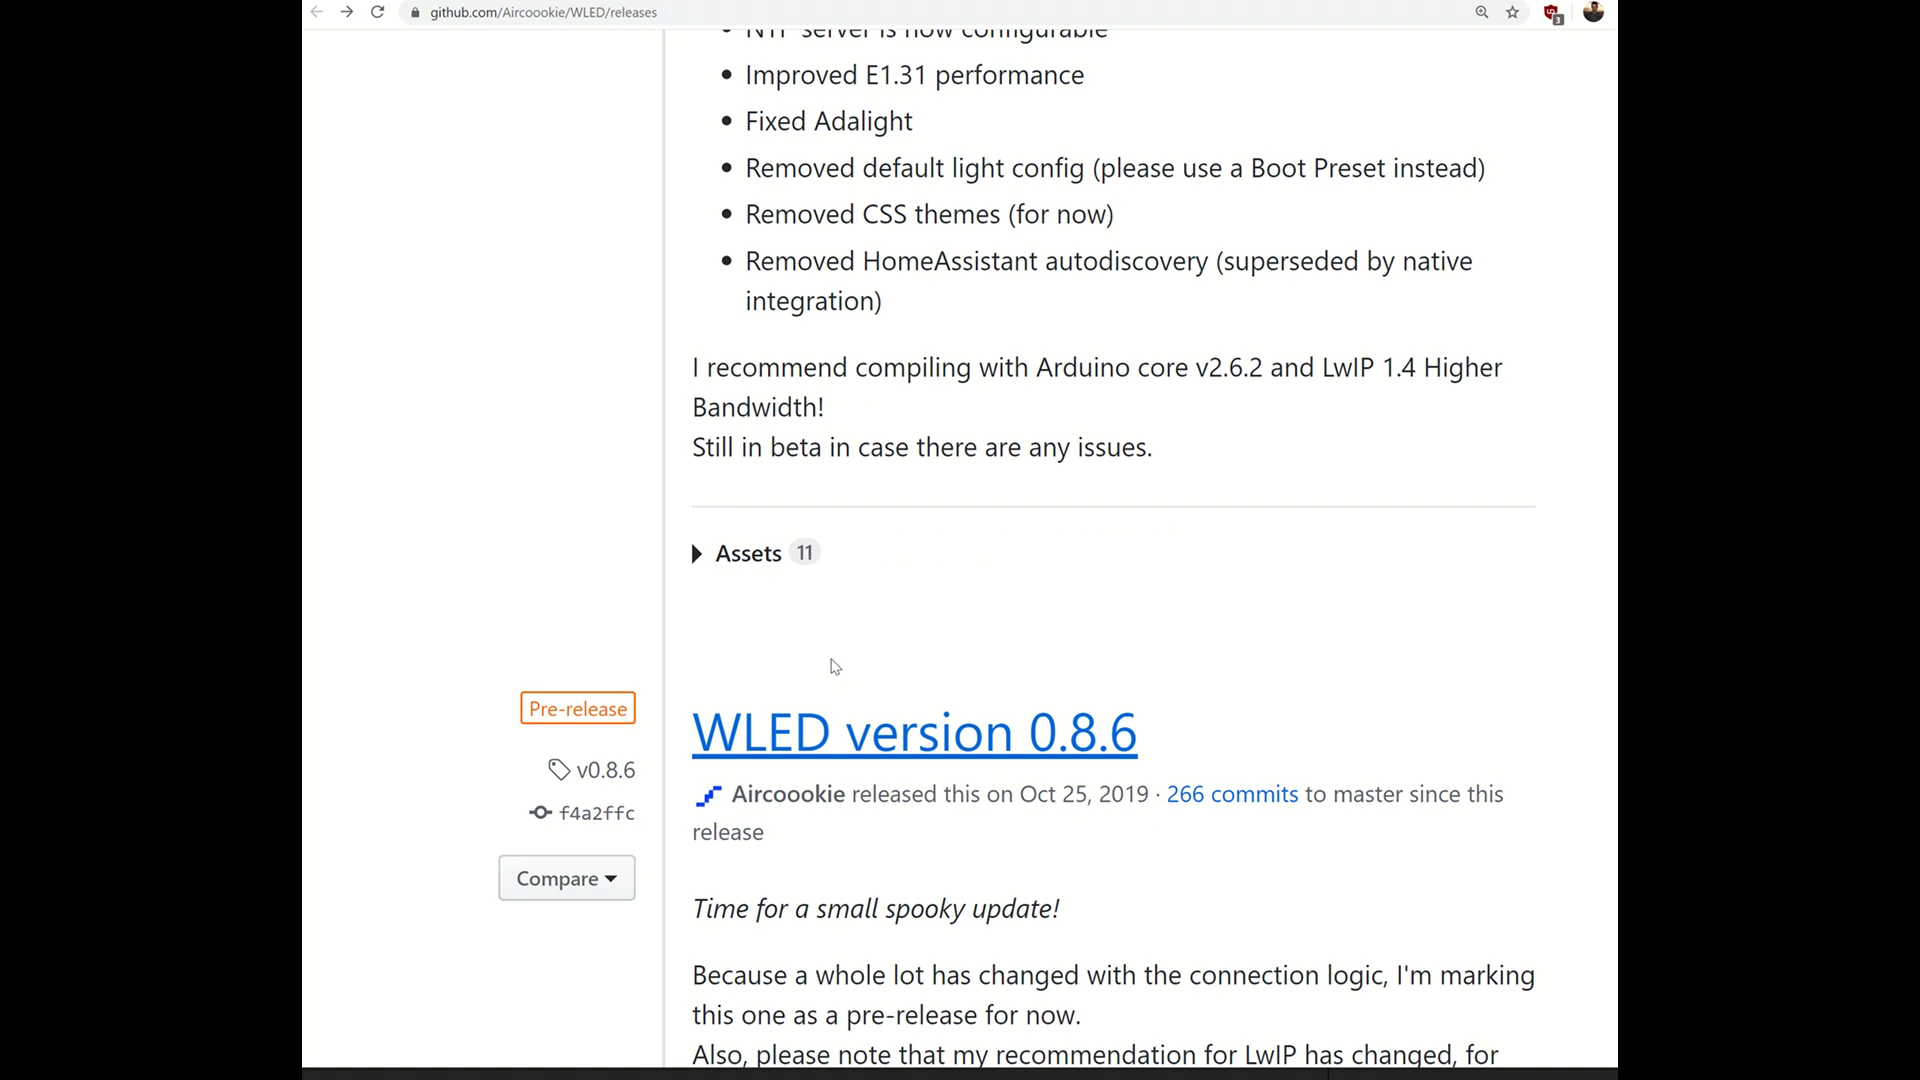 github.com/Aircoookie/WLED/releases
3
NTP server is now configurable
Improved E1.31 performance
Fixed Adalight
Removed default light config (please use a Boot Preset instead)
Removed CSS themes (for now)
Removed HomeAssistant autodiscovery (superseded by native
integration)
I recommend compiling with Arduino core v2.6.2 and LwIP 1.4 Higher
Bandwidth!
Still in beta in case there are any issues.
Assets 11
Pre-release
v0.8.6
f4a2ffc
Compare
WLED version 0.8.6
Aircoookie released this on Oct 25, 2019 · 266 commits to master since this
release
Time for a small spooky update!
Because a whole lot has changed with the connection logic, I'm marking
this one as a pre-release for now.
Also, please note that my recommendation for LwIP has changed, for